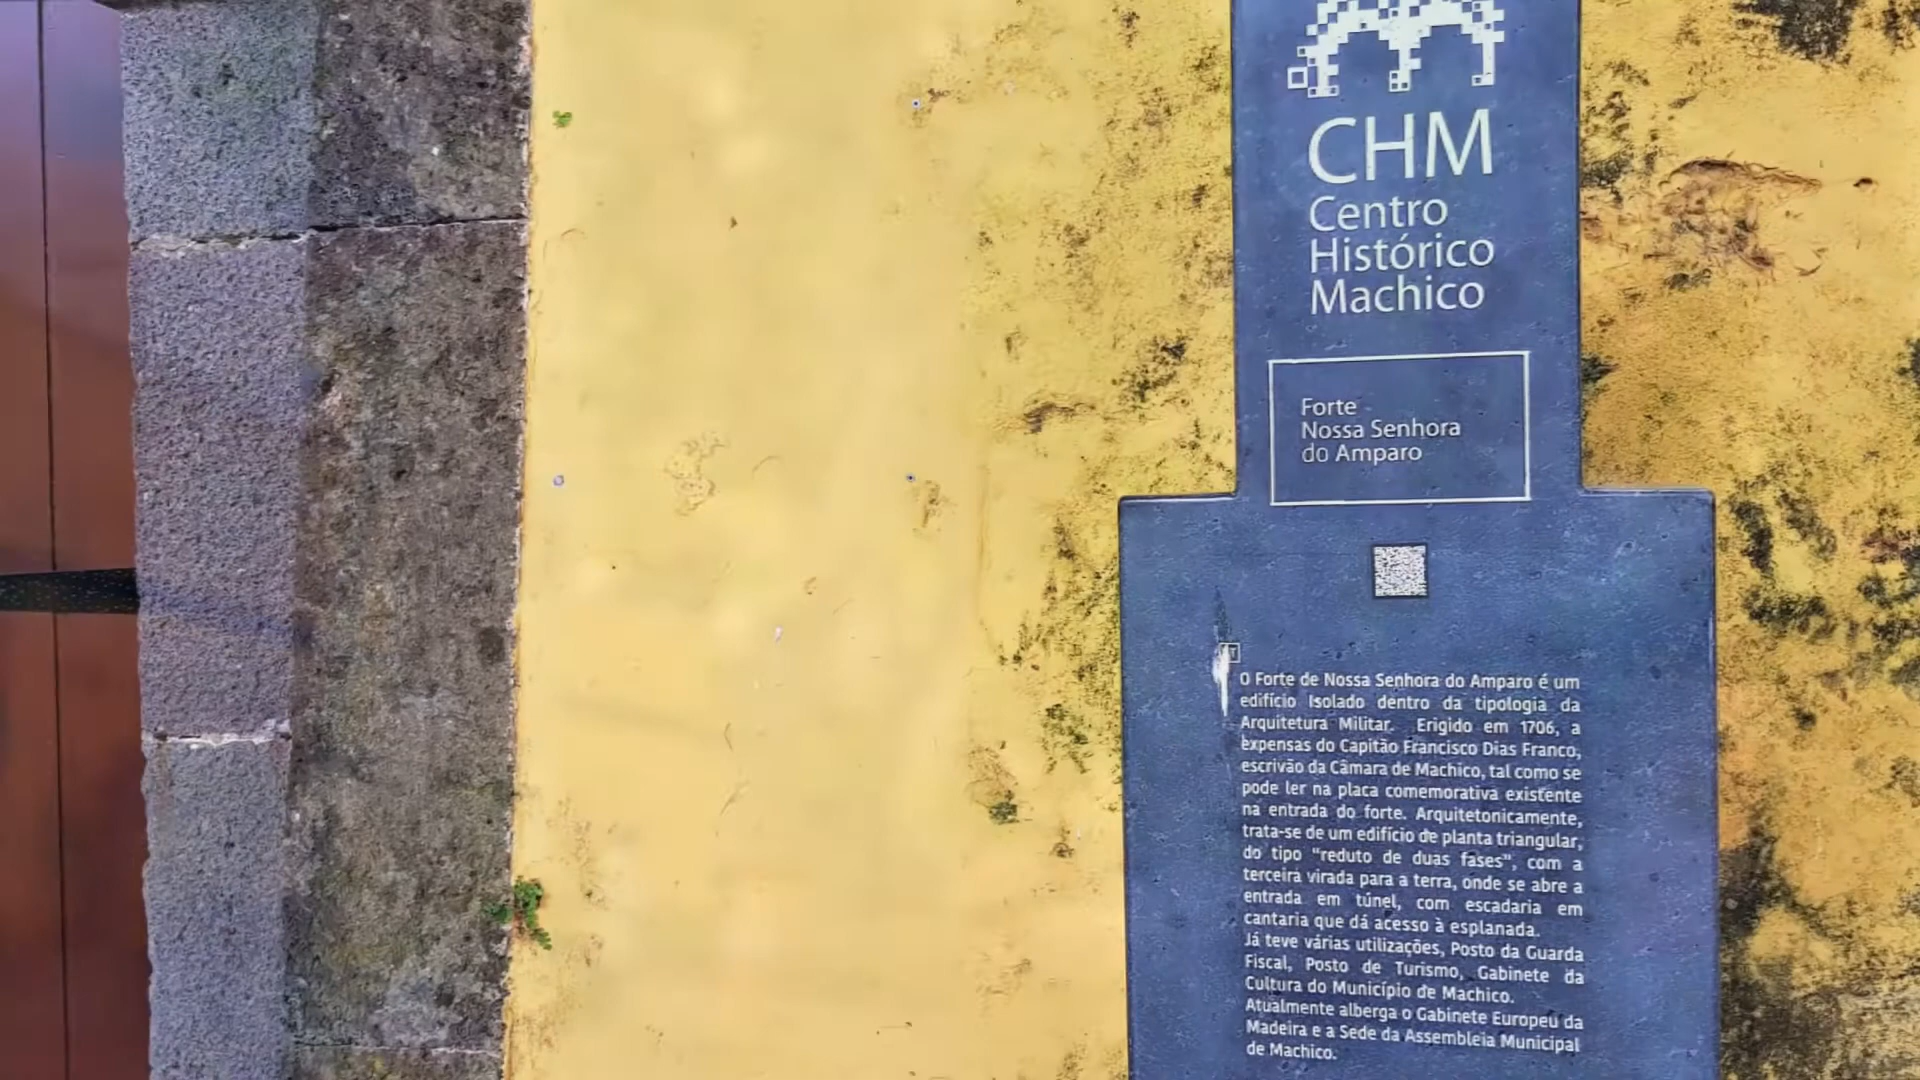 CHM
Centro
Histórico
Machico
Forte
Nossa Senhora
do Amparo
O Forte de Nossa Senhora do Amparo é um
edifício Isolado dentro da tipologia da
Arquitetura Militar. Erigido em 1706, a
expensas do Capitão Francisco Dias Franco,
escrivão da Câmara de Machico, tal como se
pode ler na placa comemorativa existente
na entrada do forte. Arquitetonicamente,
trata-se de um edifício de planta triangular,
do tipo "reduto de duas fases", com a
terceira virada para a terra, onde se abre a
entrada em túnel, com escadaria em
cantaria que dá acesso à esplanada.
Já teve várias utilizações, Posto da Guarda
Fiscal, Posto de Turismo, Gabinete da
Cultura do Município de Machico.
Atualmente alberga o Gabinete Europeu da
Madeira e a Sede da Assembleia Municipal
de Machico.